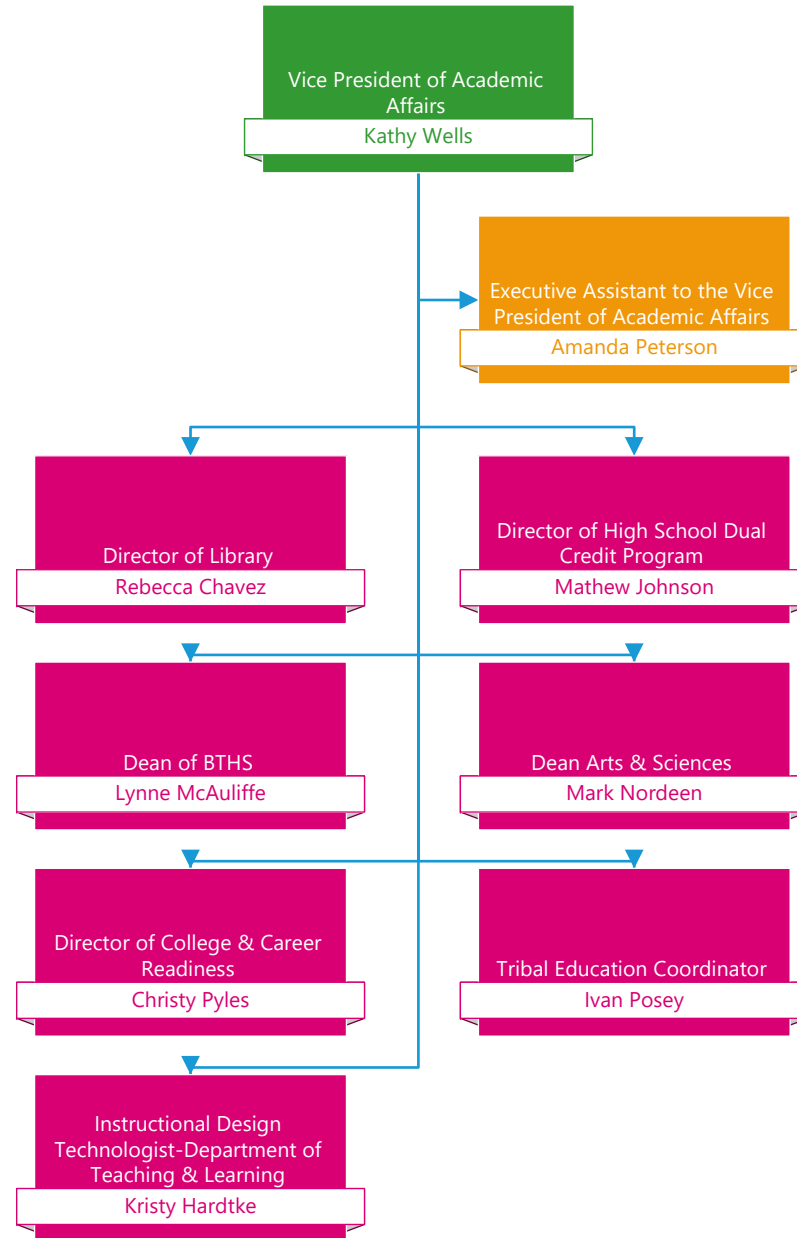 Vice President of Academic
Affairs
Kathy Wells
Executive Assistant to the Vice
President of Academic Affairs
Amanda Peterson
Director of Library
Rebecca Chavez
Director of High School Dual
Credit Program
Mathew Johnson
Dean of BTHS
Lynne McAuliffe
Dean Arts & Sciences
Mark Nordeen
Director of College & Career
Readiness
Christy Pyles
Tribal Education Coordinator
Ivan Posey
Instructional Design
Technologist-Department of
Teaching & Learning
Kristy Hardtke